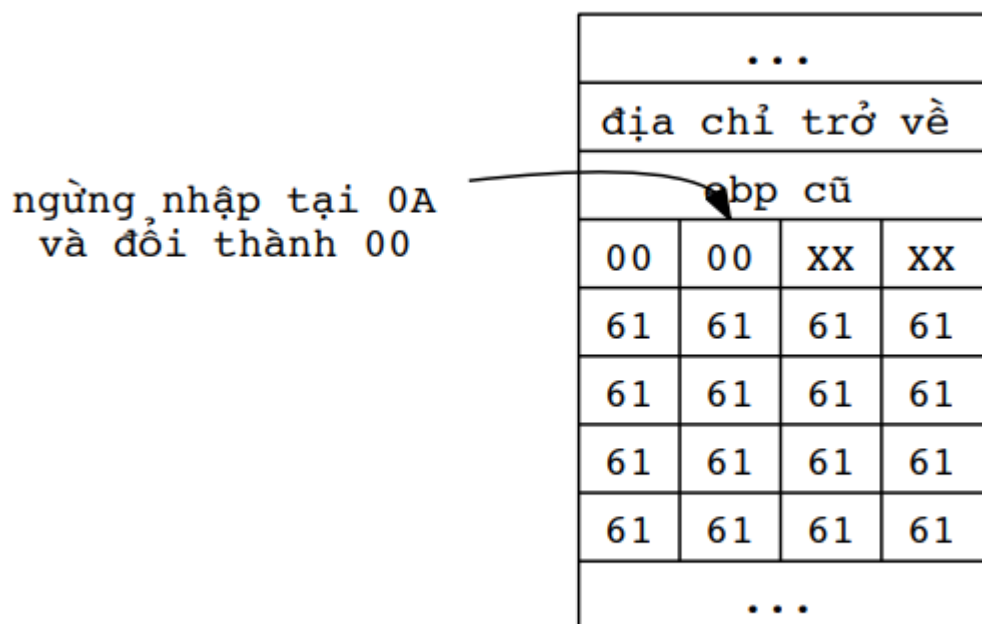 ...
địa chỉ trở về
ngừng nhập tại 0A
và đổi thành 00
ebp cũ
00 00 XX XX
61 61 61 61
61 61 61 61
61 61 61 61
61 61 61 61
...